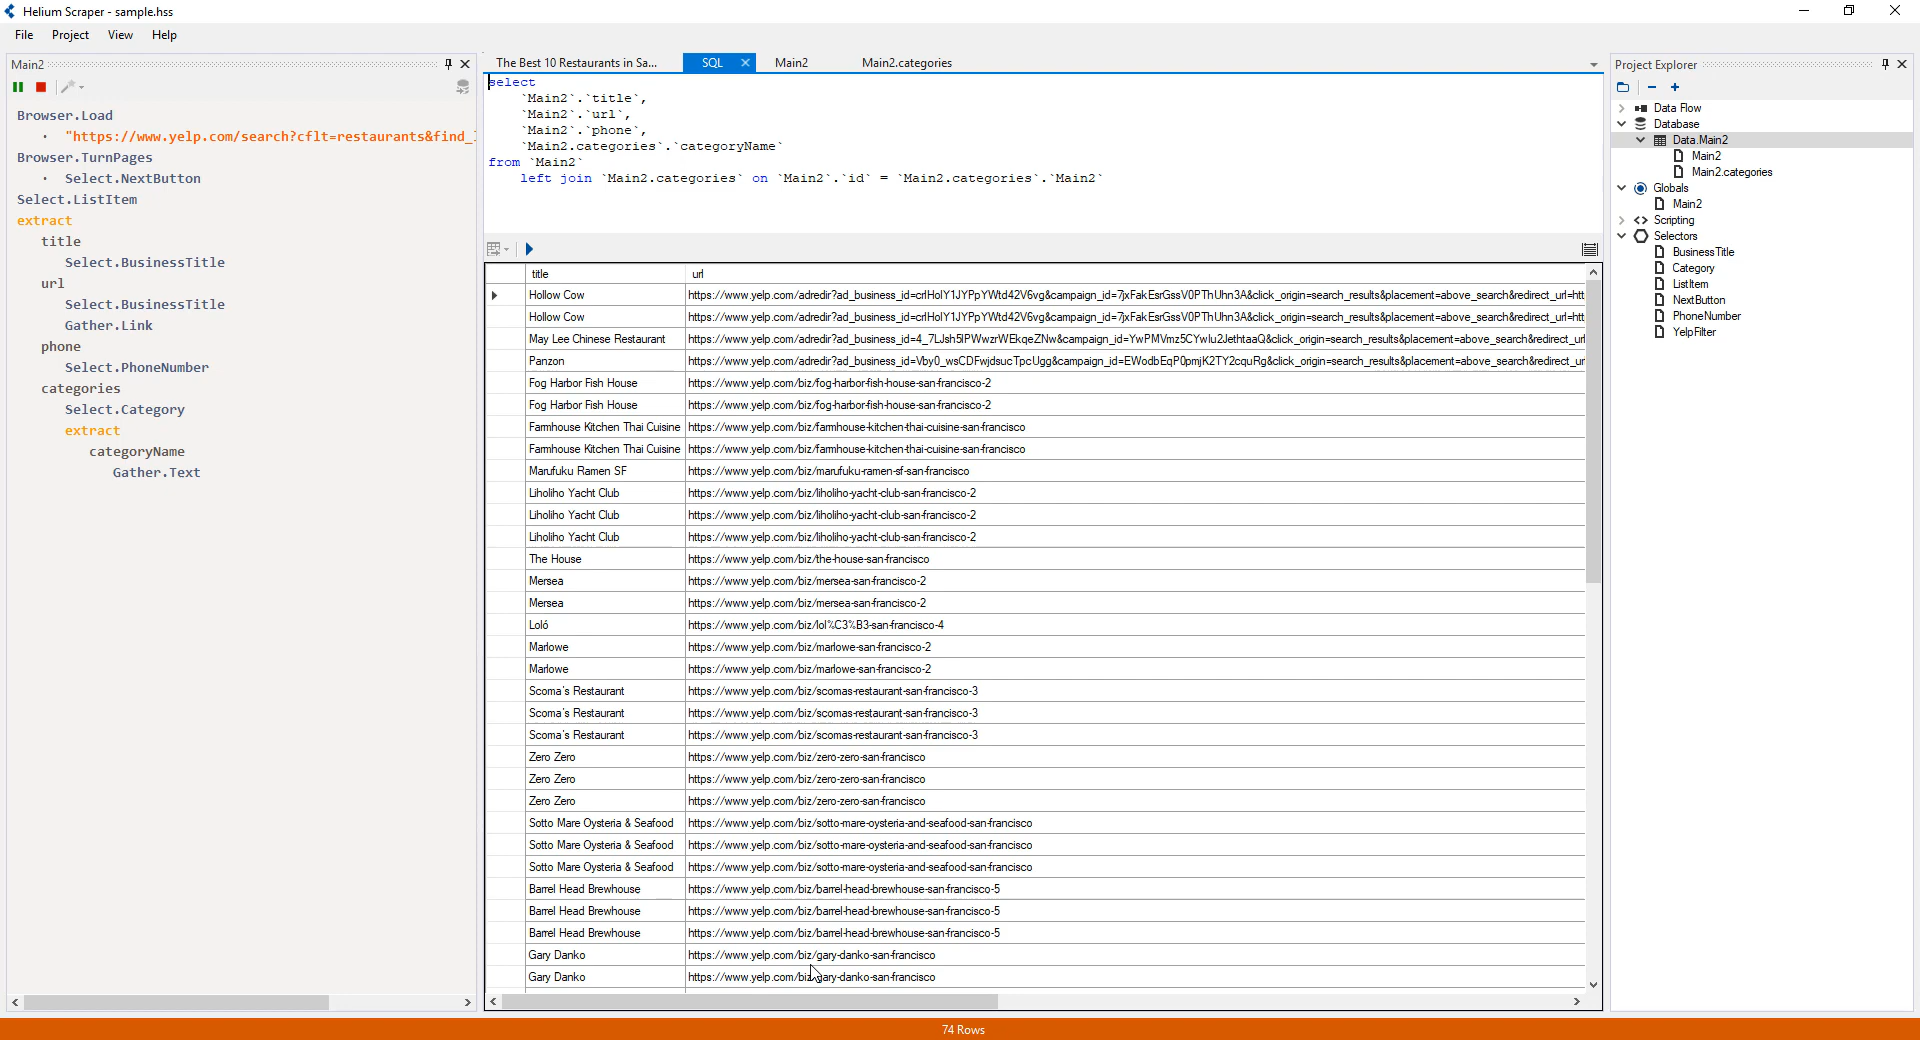 Helium Scraper - sample.hss
File Project View Help
Main2
Browser.Load
· "https://www.yelp.com/search?cflt=restaurants&find_
Browser.TurnPages
· Select.NextButton
Select.ListItem
extract
title
Select.BusinessTitle
url
Select.BusinessTitle
Gather.Link
phone
Select.PhoneNumber
categories
Select.Category
extract
categoryName
Gather.Text
The Best 10 Restaurants in Sa... SQL Main2 Main2.categories
select
`Main2`.`title`,
`Main2`.`url`,
`Main2`.`phone`,
`Main2.categories`.`categoryName`
from `Main2`
left join `Main2.categories` on `Main2`.`id` = `Main2.categories`.`Main2`
title url
Hollow Cow https://www.yelp.com/adredir?ad_business_id=crlHolY1JYPpYWtd42V6vg&campaign_id=7jxFakEsrGssV0PThUhn3A&click_origin=search_results&placement=above_search&redirect_url=htt
Hollow Cow https://www.yelp.com/adredir?ad_business_id=crlHolY1JYPpYWtd42V6vg&campaign_id=7jxFakEsrGssV0PThUhn3A&click_origin=search_results&placement=above_search&redirect_url=htt
May Lee Chinese Restaurant https://www.yelp.com/adredir?ad_business_id=4_7LJsh5lPWwzrWEkqeZNw&campaign_id=YwPMVmz5CYwlu2JethtaaQ&click_origin=search_results&placement=above_search&redirect_url
Panzon https://www.yelp.com/adredir?ad_business_id=Vby0_wsCDFwjdsucTpcUgg&campaign_id=EWodbEqP0pmjK2TY2cquRg&click_origin=search_results&placement=above_search&redirect_ur
Fog Harbor Fish House https://www.yelp.com/biz/fog-harbor-fish-house-san-francisco-2
Fog Harbor Fish House https://www.yelp.com/biz/fog-harbor-fish-house-san-francisco-2
Farmhouse Kitchen Thai Cuisine https://www.yelp.com/biz/farmhouse-kitchen-thai-cuisine-san-francisco
Farmhouse Kitchen Thai Cuisine https://www.yelp.com/biz/farmhouse-kitchen-thai-cuisine-san-francisco
Marufuku Ramen SF https://www.yelp.com/biz/marufuku-ramen-sf-san-francisco
Liholiho Yacht Club https://www.yelp.com/biz/liholiho-yacht-club-san-francisco-2
Liholiho Yacht Club https://www.yelp.com/biz/liholiho-yacht-club-san-francisco-2
Liholiho Yacht Club https://www.yelp.com/biz/liholiho-yacht-club-san-francisco-2
The House https://www.yelp.com/biz/the-house-san-francisco
Mersea https://www.yelp.com/biz/mersea-san-francisco-2
Mersea https://www.yelp.com/biz/mersea-san-francisco-2
Loló https://www.yelp.com/biz/lol%C3%B3-san-francisco-4
Marlowe https://www.yelp.com/biz/marlowe-san-francisco-2
Marlowe https://www.yelp.com/biz/marlowe-san-francisco-2
Scoma's Restaurant https://www.yelp.com/biz/scomas-restaurant-san-francisco-3
Scoma's Restaurant https://www.yelp.com/biz/scomas-restaurant-san-francisco-3
Scoma's Restaurant https://www.yelp.com/biz/scomas-restaurant-san-francisco-3
Zero Zero https://www.yelp.com/biz/zero-zero-san-francisco
Zero Zero https://www.yelp.com/biz/zero-zero-san-francisco
Zero Zero https://www.yelp.com/biz/zero-zero-san-francisco
Sotto Mare Oysteria & Seafood https://www.yelp.com/biz/sotto-mare-oysteria-and-seafood-san-francisco
Sotto Mare Oysteria & Seafood https://www.yelp.com/biz/sotto-mare-oysteria-and-seafood-san-francisco
Sotto Mare Oysteria & Seafood https://www.yelp.com/biz/sotto-mare-oysteria-and-seafood-san-francisco
Barrel Head Brewhouse https://www.yelp.com/biz/barrel-head-brewhouse-san-francisco-5
Barrel Head Brewhouse https://www.yelp.com/biz/barrel-head-brewhouse-san-francisco-5
Barrel Head Brewhouse https://www.yelp.com/biz/barrel-head-brewhouse-san-francisco-5
Gary Danko https://www.yelp.com/biz/gary-danko-san-francisco
Gary Danko https://www.yelp.com/biz/gary-danko-san-francisco
Project Explorer
Data Flow
Database
Data.Main2
Main2
Main2.categories
Globals
Main2
Scripting
Selectors
BusinessTitle
Category
ListItem
NextButton
PhoneNumber
YelpFilter
74 Rows